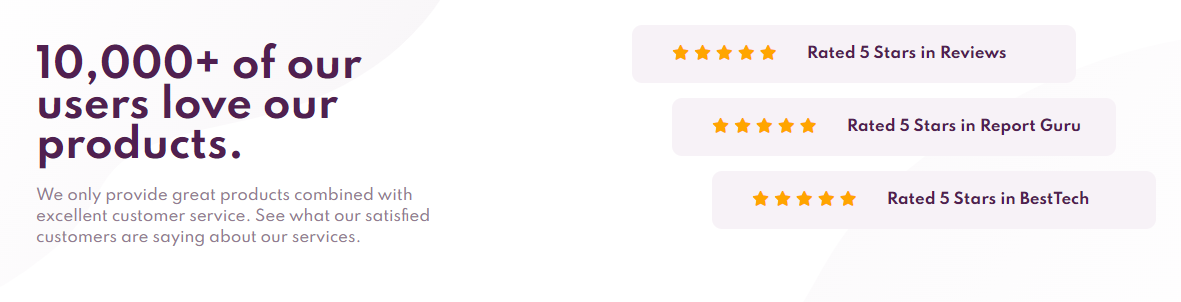 10,000+ of our
users love our
products.
We only provide great products combined with
excellent customer service. See what our satisfied
customers are saying about our services.
Rated 5 Stars in Reviews
Rated 5 Stars in Report Guru
Rated 5 Stars in BestTech